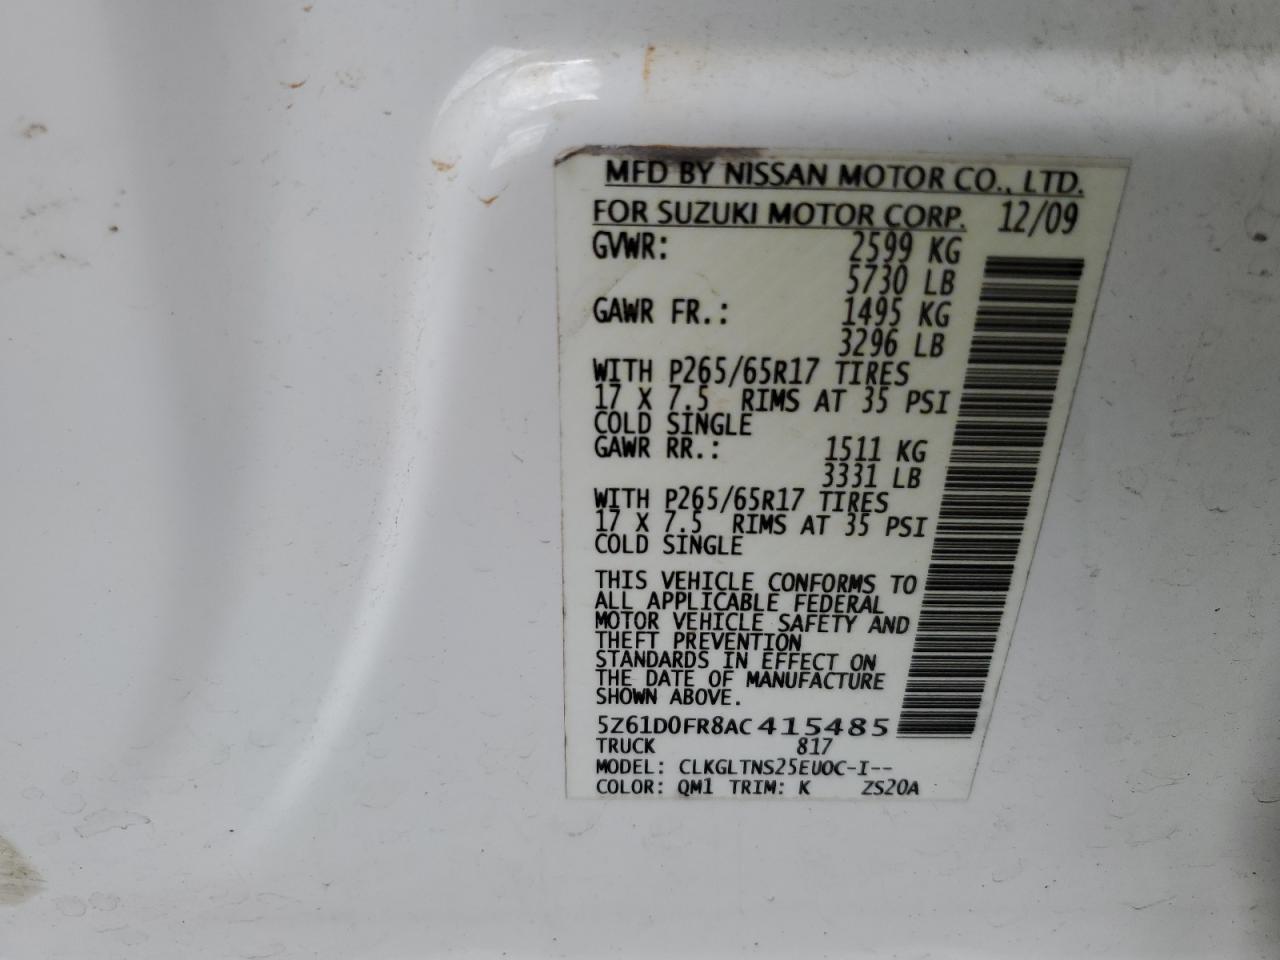 MFD BY NISSAN MOTOR CO., LTD.
FOR SUZUKI MOTOR CORP. 12/09
GVWR: 2599 KG
5730 LB
GAWR FR.: 1495 KG
3296 LB
WITH P265/65R17 TIRES
17 X 7.5 RIMS AT 35 PSI
COLD SINGLE
GAWR RR.: 1511 KG
3331 LB
WITH P265/65R17 TIRES
17 X 7.5 RIMS AT 35 PSI
COLD SINGLE
THIS VEHICLE CONFORMS TO
ALL APPLICABLE FEDERAL
MOTOR VEHICLE SAFETY AND
THEFT PREVENTION
STANDARDS IN EFFECT ON
THE DATE OF MANUFACTURE
SHOWN ABOVE.
5Z61D0FR8AC415485
TRUCK 817
MODEL: CLKGLTNS25EUOC-I--
COLOR: QM1 TRIM: K ZS20A